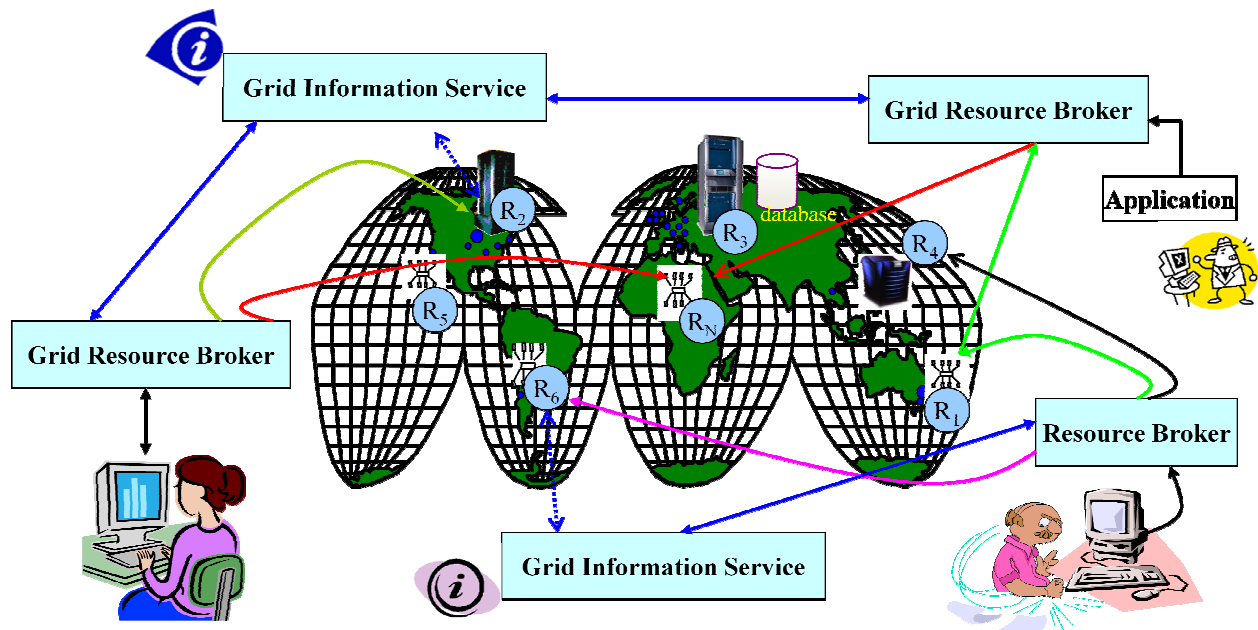 i
Grid Information Service
Grid Resource Broker
Application
R2
R3
database
R4
R5
RN
Grid Resource Broker
R6
R1
Resource Broker
Grid Information Service
i
X